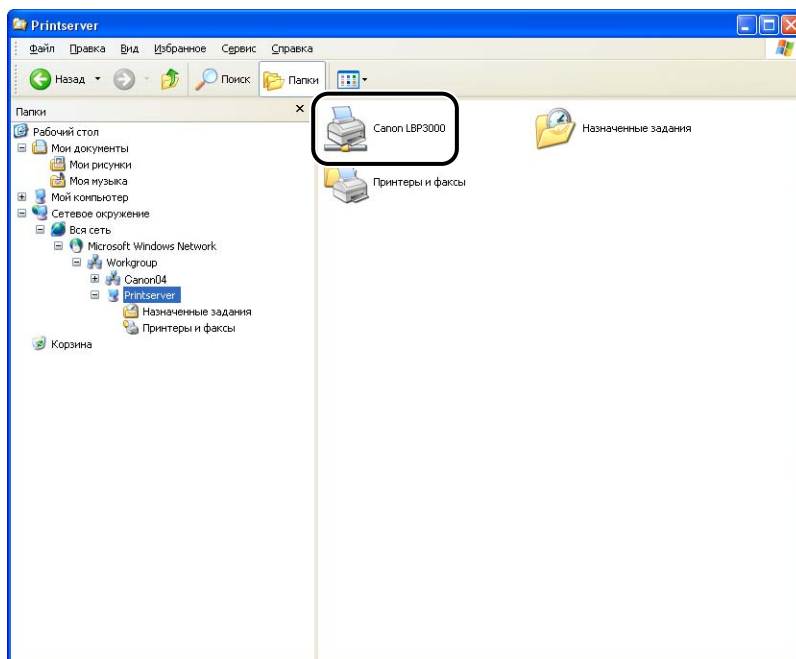 Printserver
Файл Правка Вид Избранное Сервис Справка
Назад Поиск Папки
Папки
Рабочий стол
Мои документы
Мои рисунки
Моя музыка
Мой компьютер
Сетевое окружение
Вся сеть
Microsoft Windows Network
Workgroup
Canon04
Printserver
Назначенные задания
Принтеры и факсы
Корзина
Canon LBP3000
Назначенные задания
Принтеры и факсы